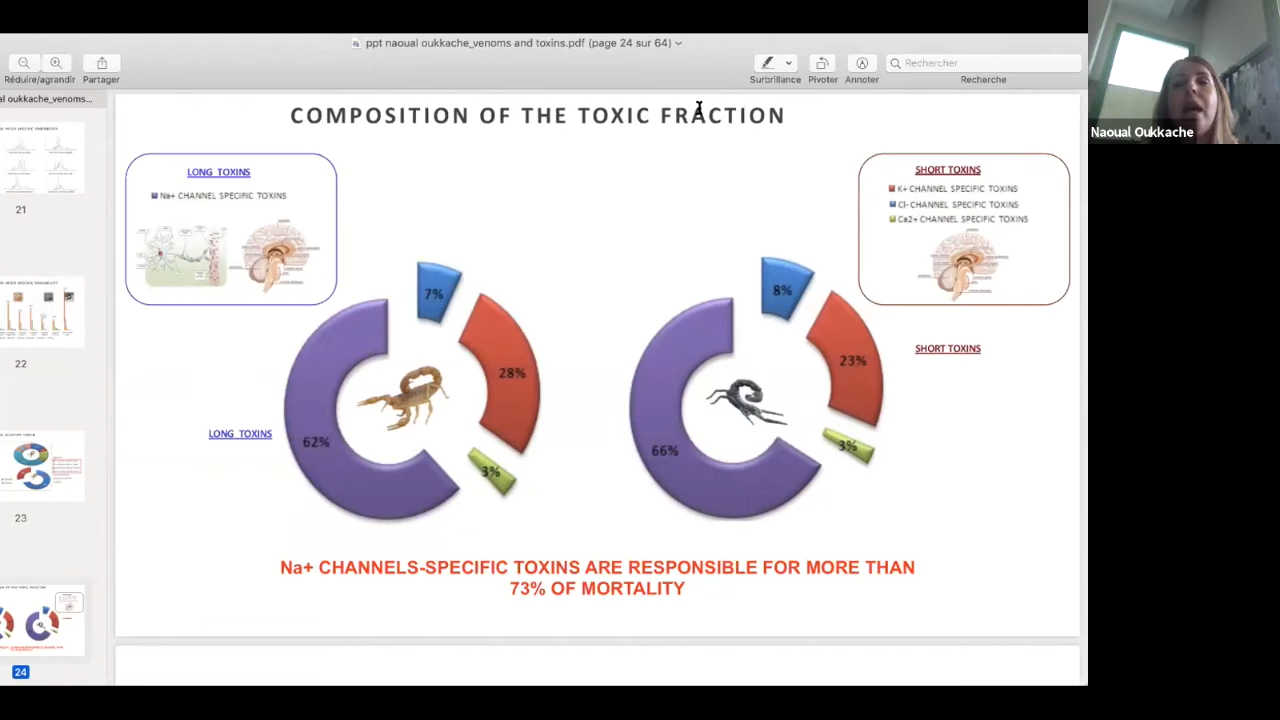 ppt naoual oukkache_venoms and toxins.pdf (page 24 sur 64)
Réduire/agrandir
Partager
Surbrillance
Pivoter
Annoter
Rechercher
Recherche
al oukkache_venoms...
21
22
23
24
COMPOSITION OF THE TOXIC FRACTION
LONG TOXINS
Na+ CHANNEL SPECIFIC TOXINS
SHORT TOXINS
K+ CHANNEL SPECIFIC TOXINS
Cl- CHANNEL SPECIFIC TOXINS
Ca2+ CHANNEL SPECIFIC TOXINS
7%
28%
3%
62%
LONG TOXINS
8%
23%
3%
66%
SHORT TOXINS
Na+ CHANNELS-SPECIFIC TOXINS ARE RESPONSIBLE FOR MORE THAN
73% OF MORTALITY
Naoual Oukkache